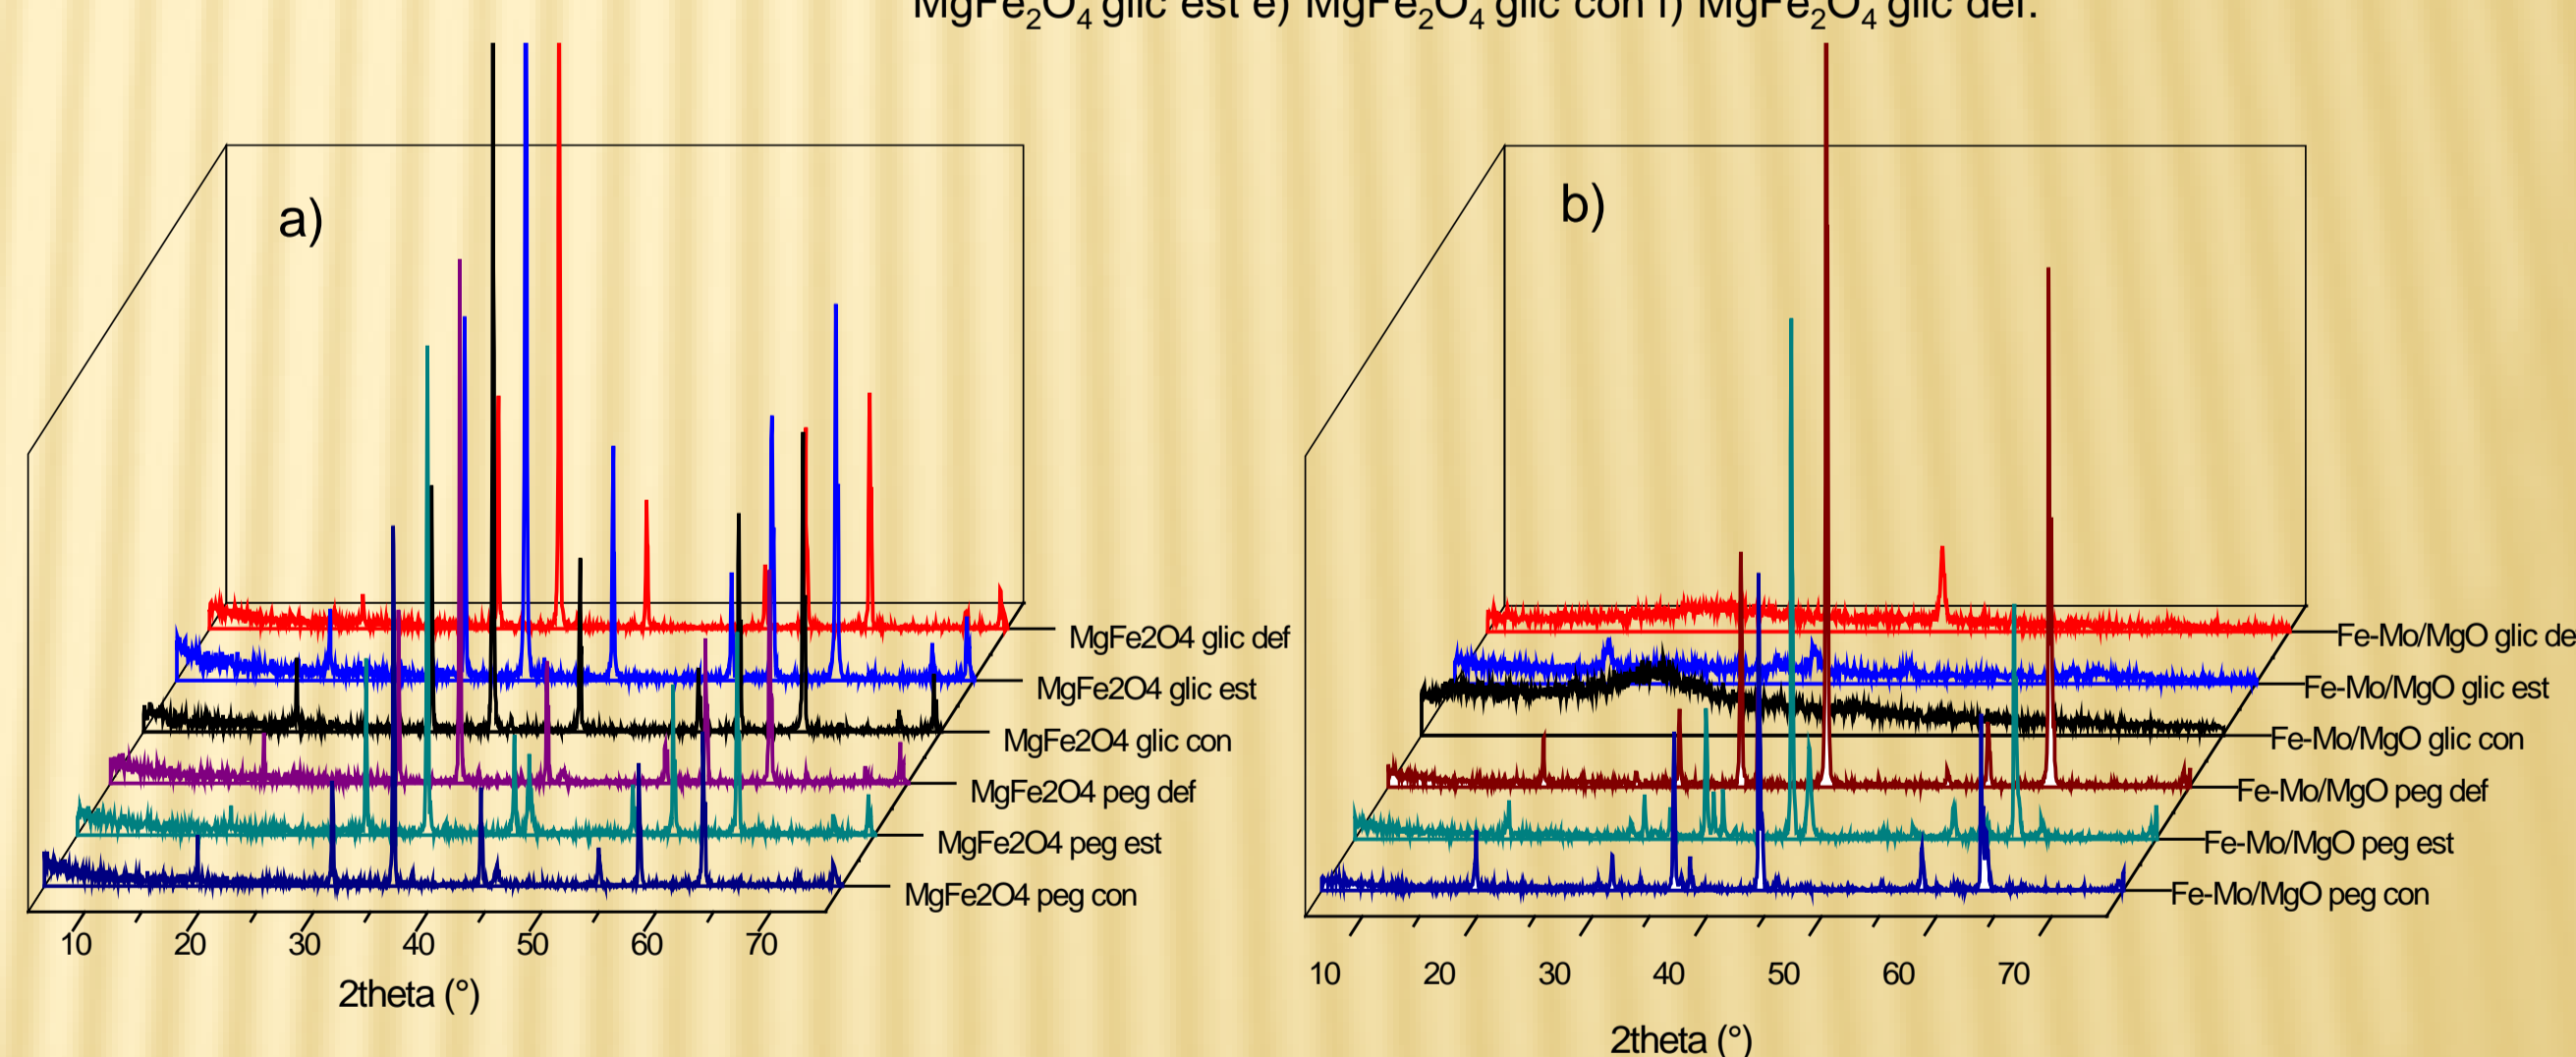 MgFe2O4 glic est e) MgFe2O4 glic con f) MgFe2O4 glic def.
a)
MgFe2O4 glic def
MgFe2O4 glic est
MgFe2O4 glic con
MgFe2O4 peg def
MgFe2O4 peg est
MgFe2O4 peg con
10 20 30 40 50 60 70
2theta (°)
b)
Fe-Mo/MgO glic de
Fe-Mo/MgO glic est
Fe-Mo/MgO glic con
Fe-Mo/MgO peg def
Fe-Mo/MgO peg est
Fe-Mo/MgO peg con
10 20 30 40 50 60 70
2theta (°)